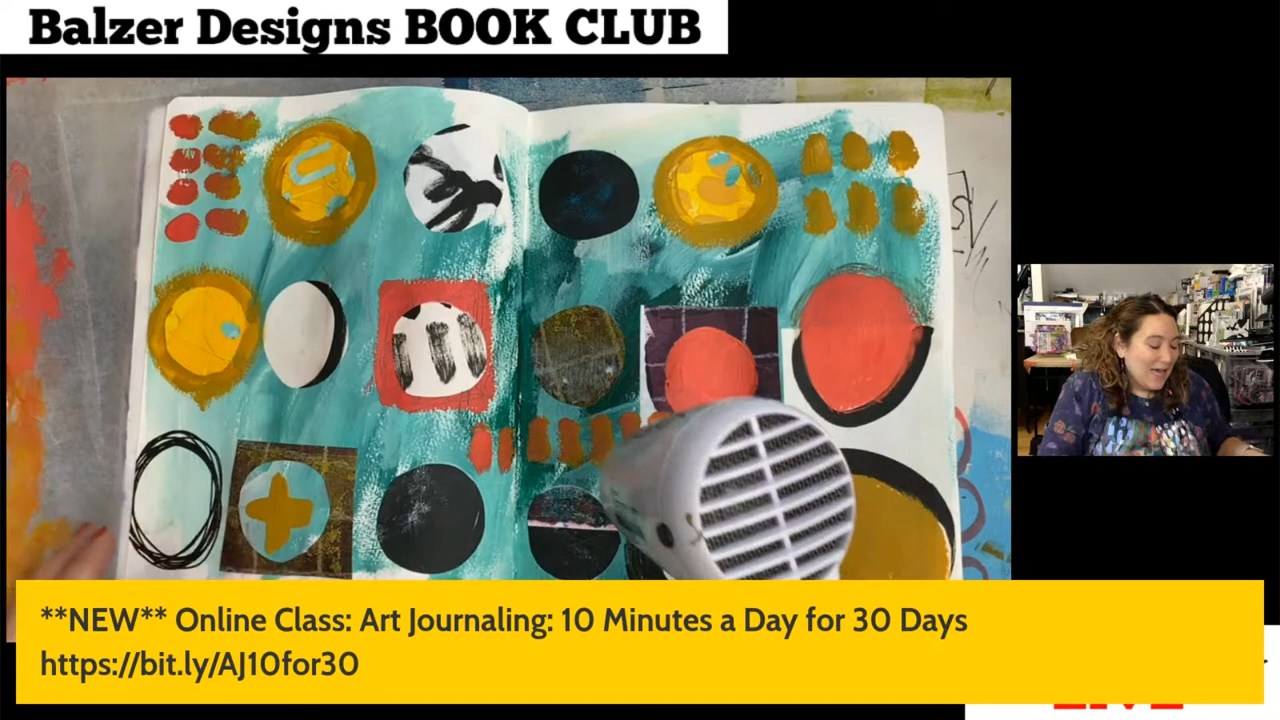 Balzer Designs BOOK CLUB
**NEW** Online Class: Art Journaling: 10 Minutes a Day for 30 Days
https://bit.ly/AJ10for30